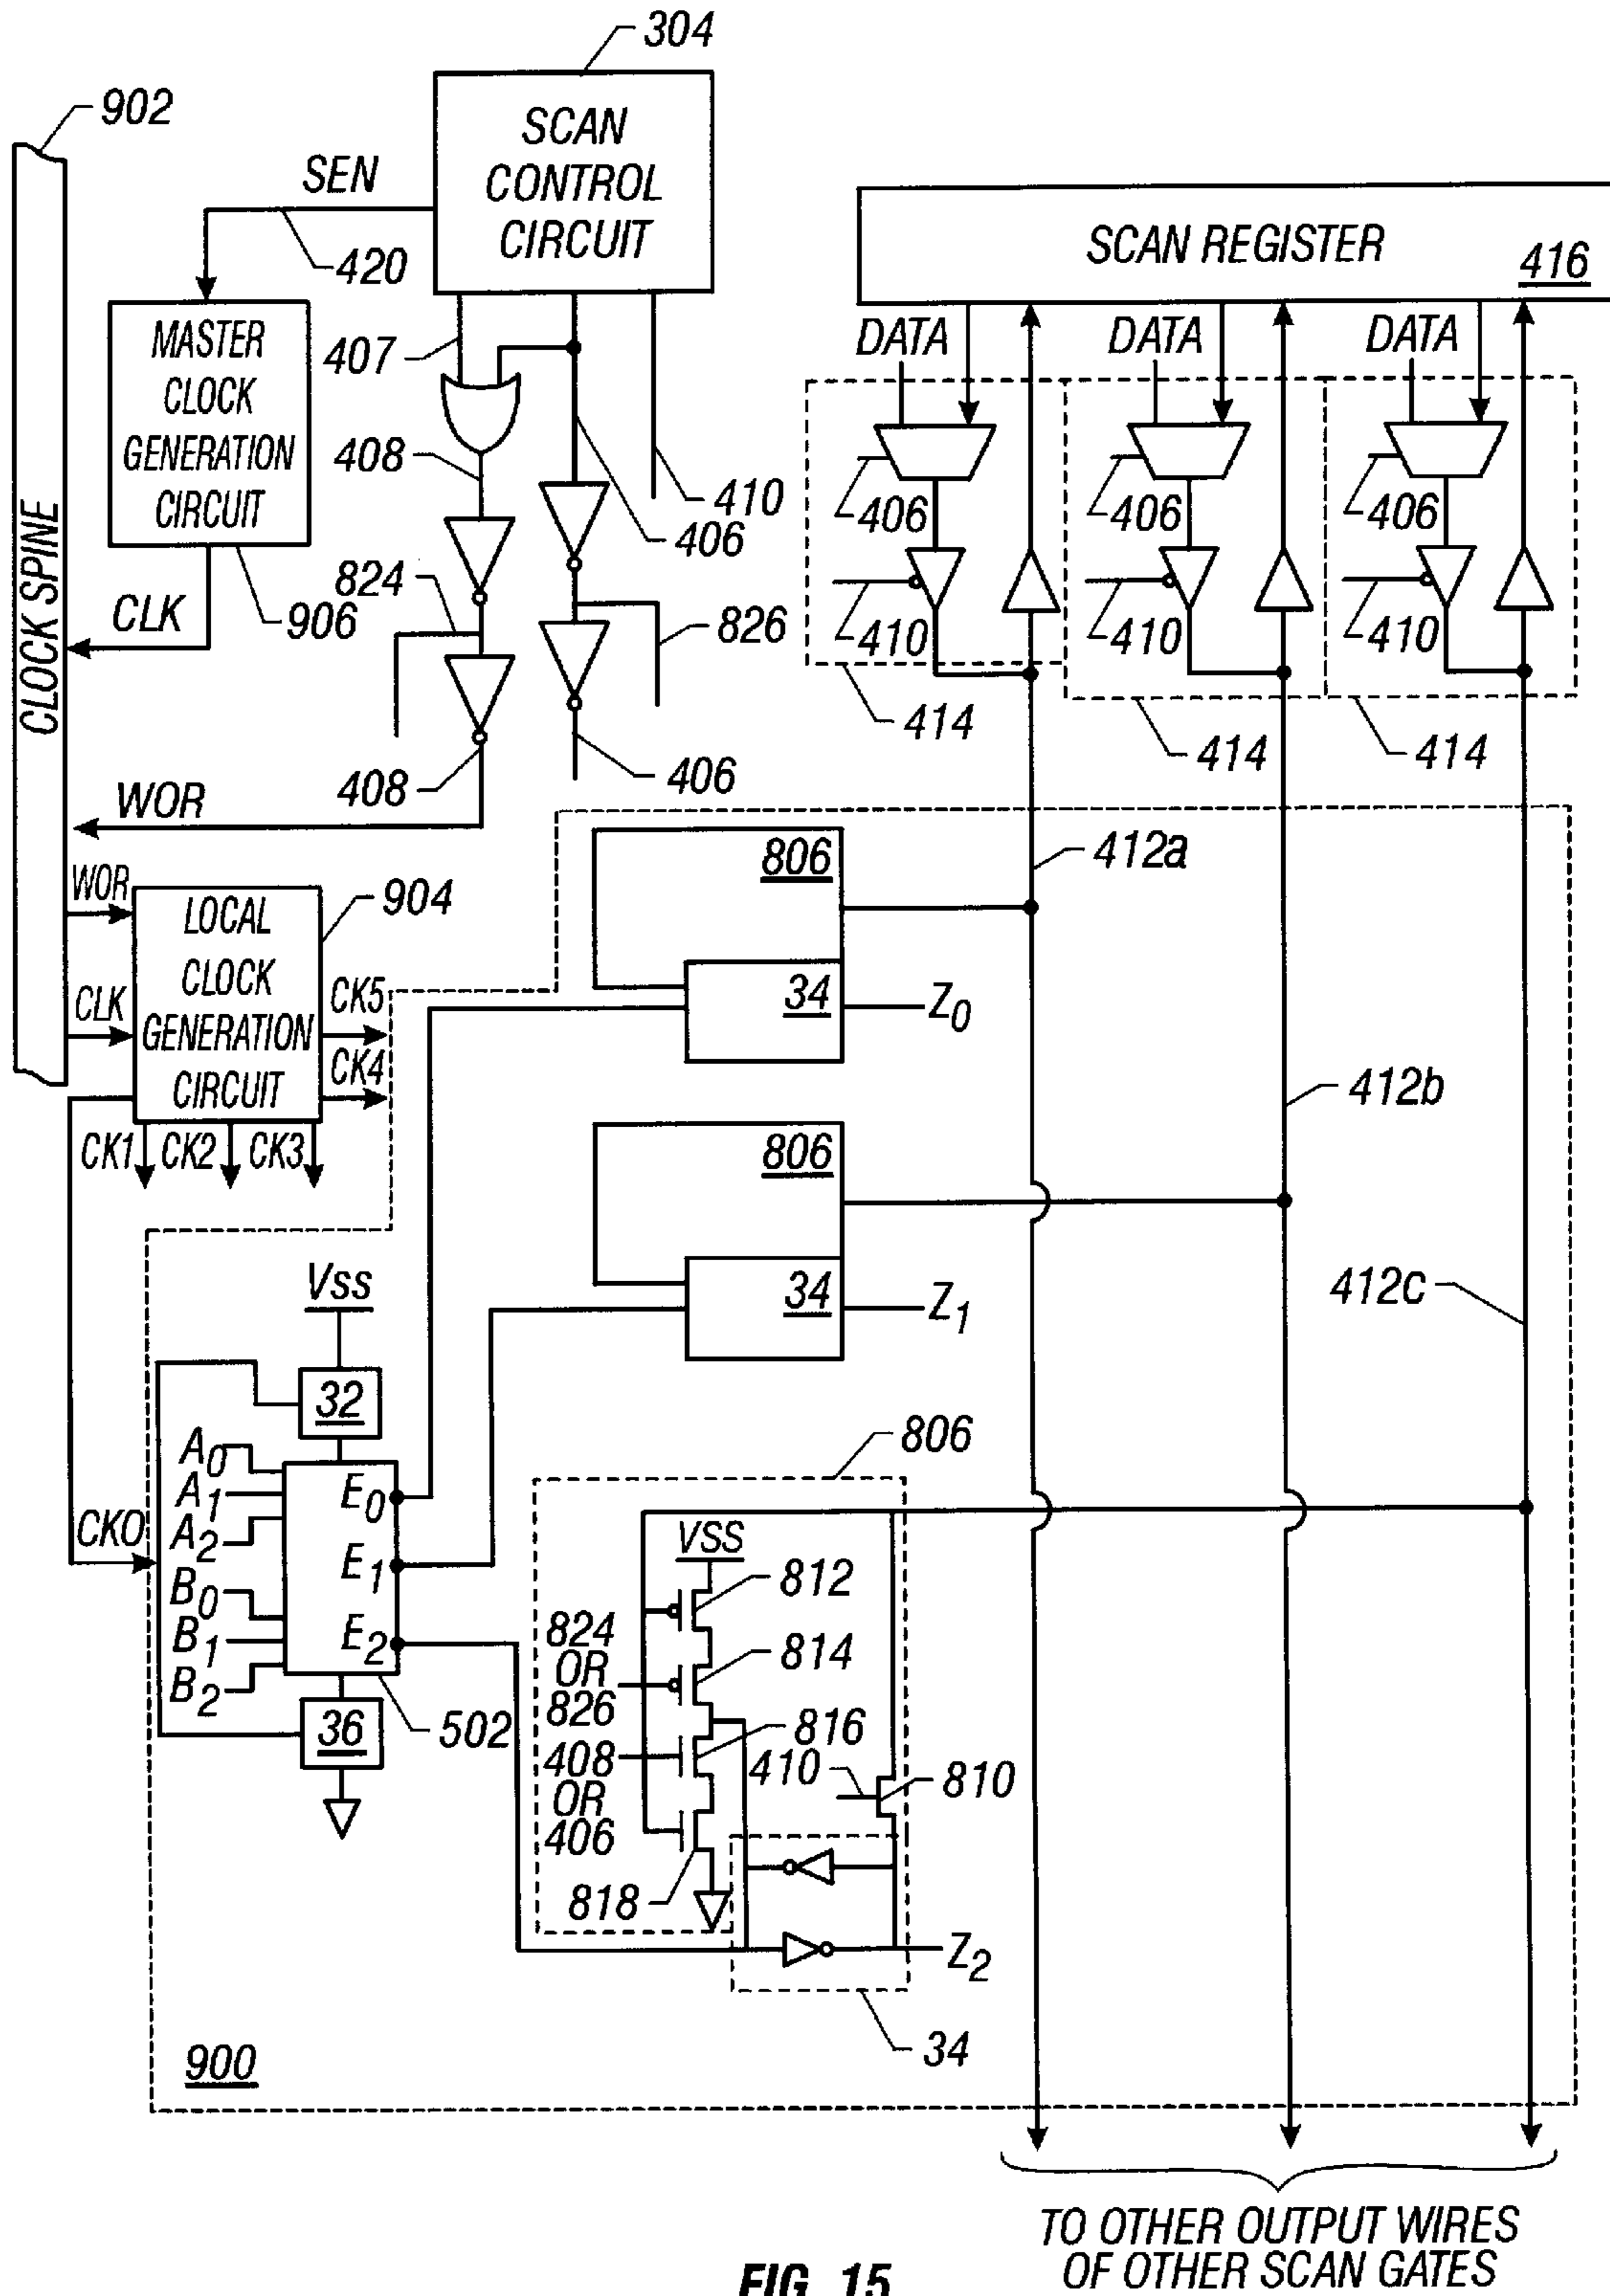 304
902
SCAN
CONTROL
CIRCUIT
SEN
420
SCAN REGISTER
416
MASTER
CLOCK
GENERATION
CIRCUIT
407
408
410
406
DATA
DATA
DATA
406
406
406
824
826
410
410
410
CLK
906
CLOCK SPINE
408
406
414
414
414
WOR
WOR
904
LOCAL
CLOCK
GENERATION
CIRCUIT
CLK
CK5
CK4
CK1
CK2
CK3
806
412a
34
Z0
412b
806
34
Z1
412c
Vss
32
806
A0
A1
A2
B0
B1
B2
E0
E1
E2
CKO
36
502
VSS
812
824
OR
826
814
816
408
OR
406
410
810
818
Z2
34
900
TO OTHER OUTPUT WIRES
OF OTHER SCAN GATES
FIG. 15